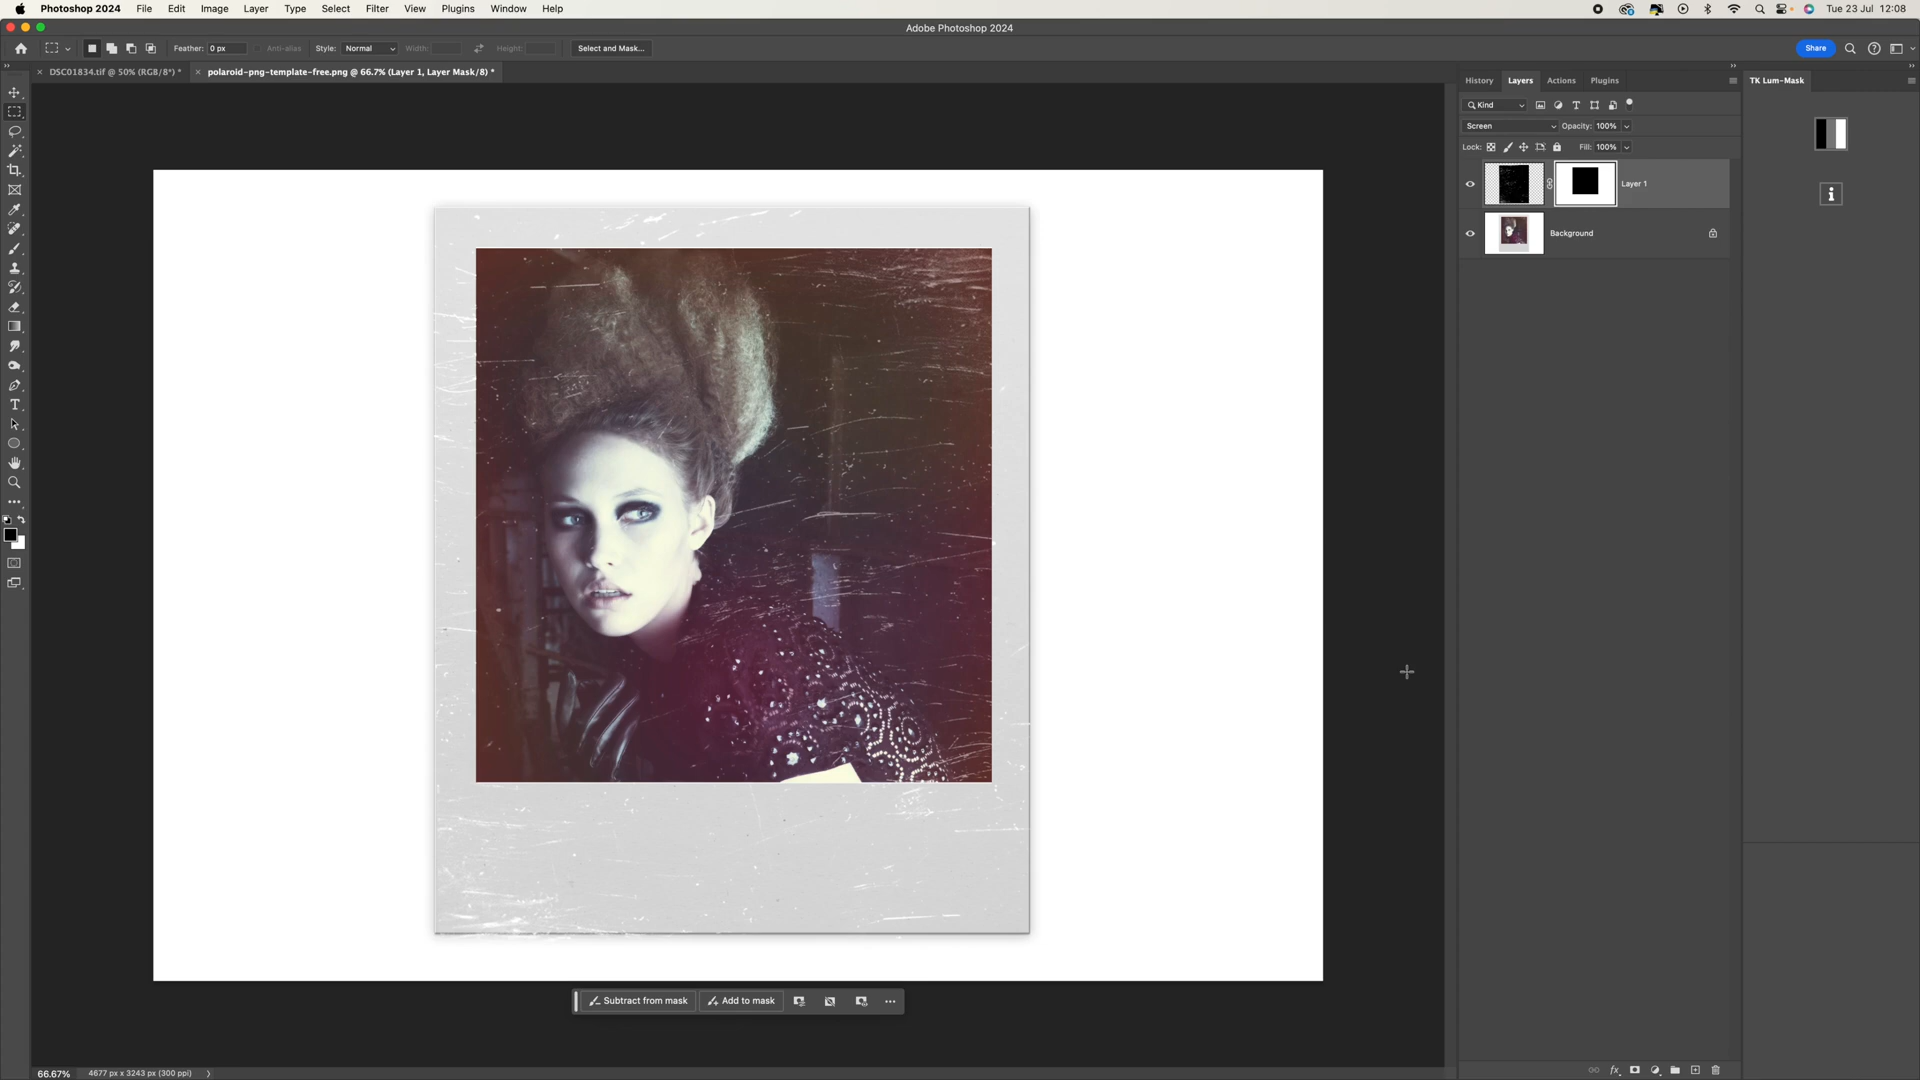 Photoshop 2024 File Edit Image Layer Type Select Filter View Plugins Window Help Tue 23 Jul 12:08
Adobe Photoshop 2024
Feather: 0 px Anti-alias Style: Normal Width: Height: Select and Mask... Share
DSC01834.tif @ 50% (RGB/8*) * polaroid-png-template-free.png @ 66.7% (Layer 1, Layer Mask/8) *
History Layers Actions Plugins TK Lum-Mask
Kind
Screen Opacity: 100%
Lock: Fill: 100%
Layer 1
Background
Subtract from mask Add to mask
66.67% 4677 px x 3243 px (300 ppi)